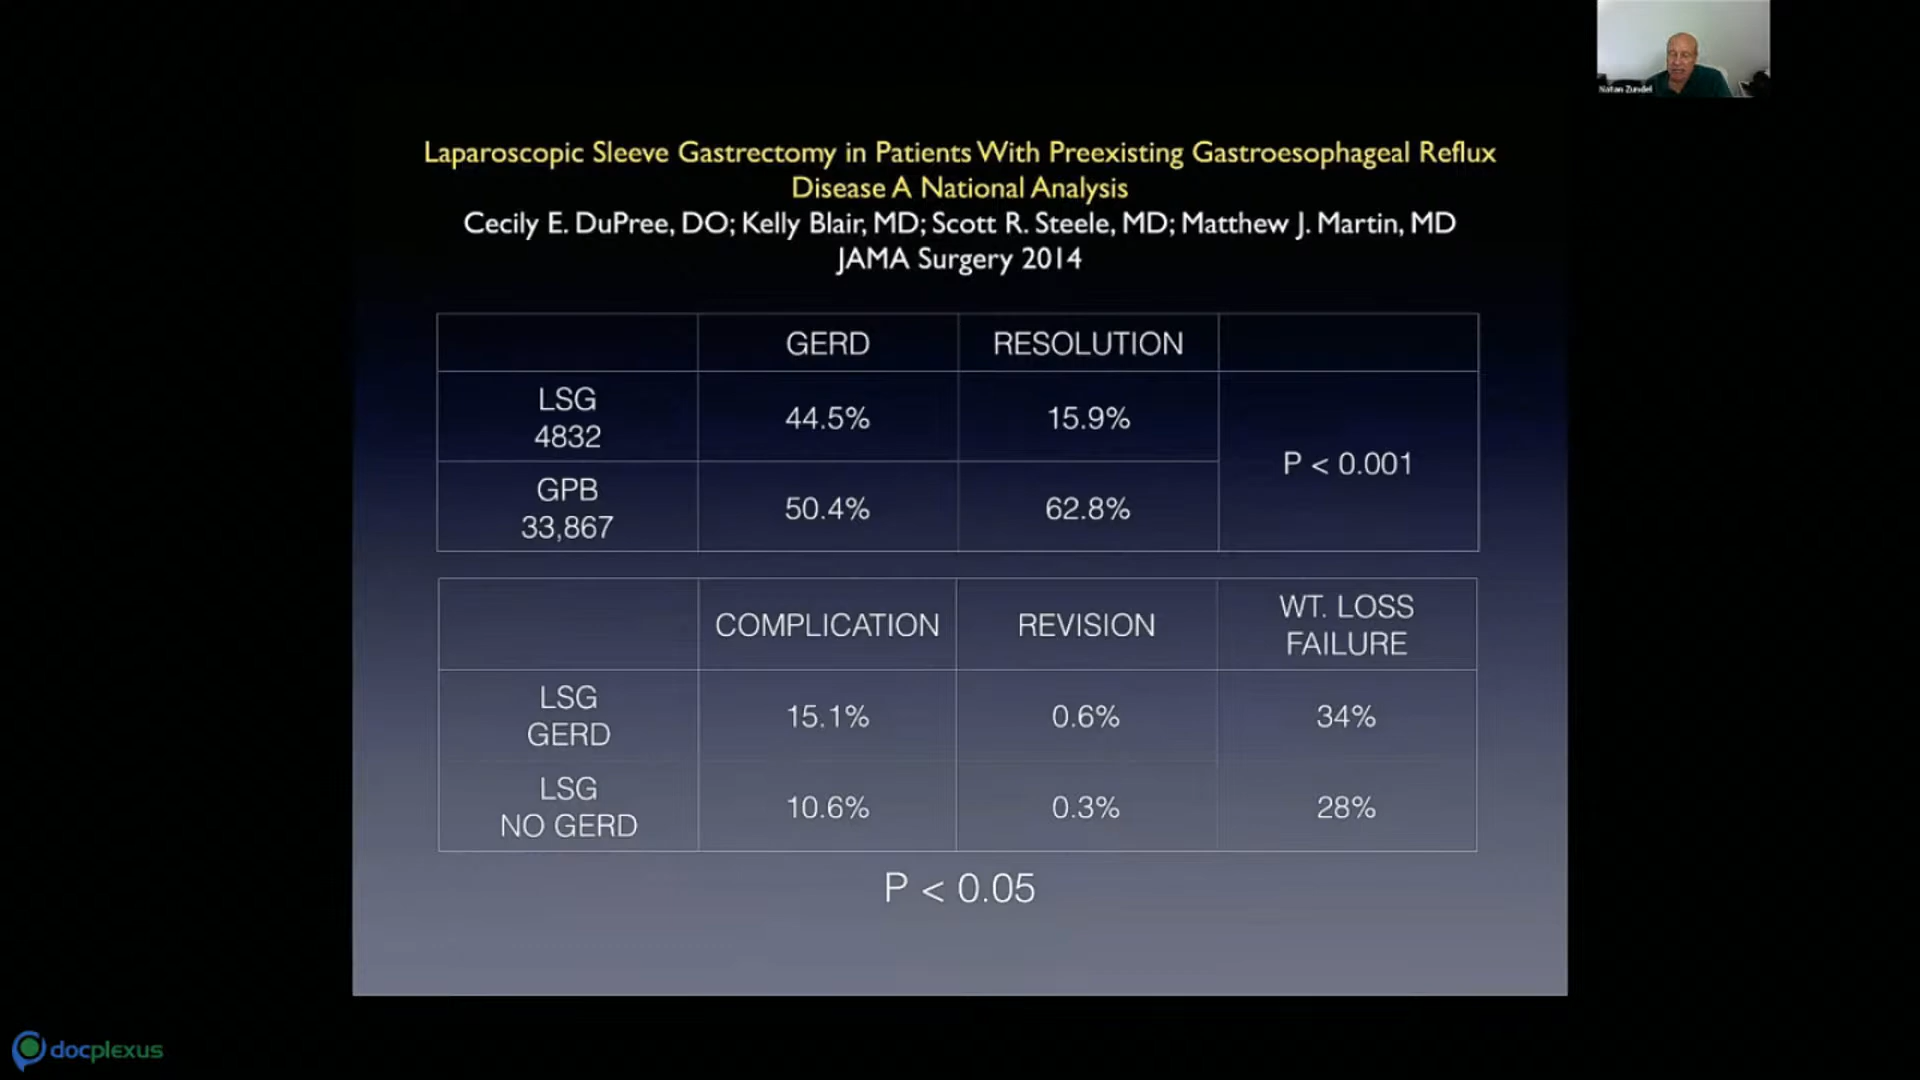 Natan Zundel
Laparoscopic Sleeve Gastrectomy in Patients With Preexisting Gastroesophageal Reflux
Disease A National Analysis
Cecily E. DuPree, DO; Kelly Blair, MD; Scott R. Steele, MD; Matthew J. Martin, MD
JAMA Surgery 2014
GERD RESOLUTION
LSG
4832
44.5% 15.9%
P < 0.001
GPB
33,867
50.4% 62.8%
COMPLICATION REVISION WT. LOSS
FAILURE
LSG
GERD
15.1% 0.6% 34%
LSG
NO GERD
10.6% 0.3% 28%
P < 0.05
docplexus